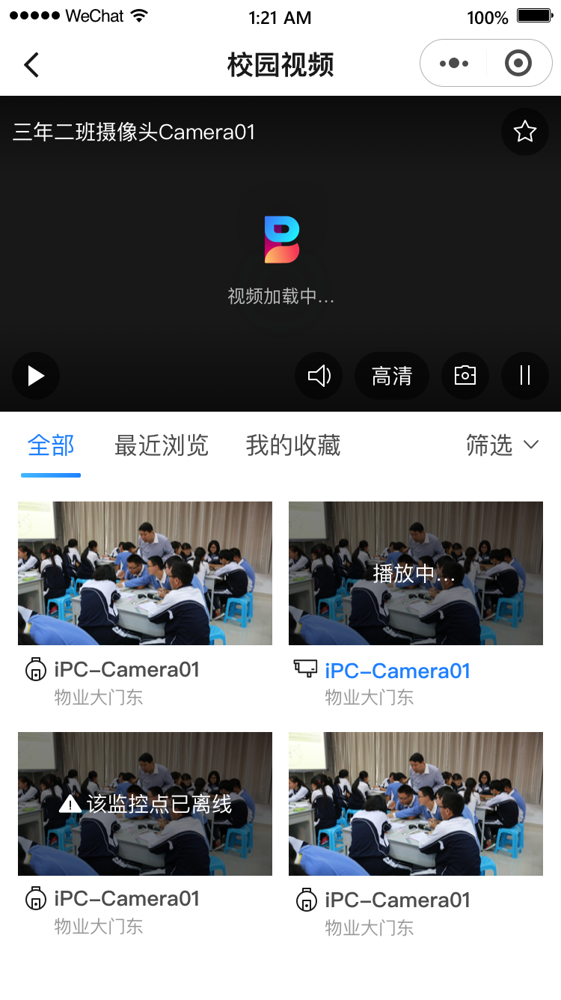 WeChat
1:21 AM
100%
校园视频
三年二班摄像头Camera01
视频加载中...
高清
全部
最近浏览
我的收藏
筛选
播放中...
iPC-Camera01
物业大门东
iPC-Camera01
物业大门东
该监控点已离线
iPC-Camera01
物业大门东
iPC-Camera01
物业大门东